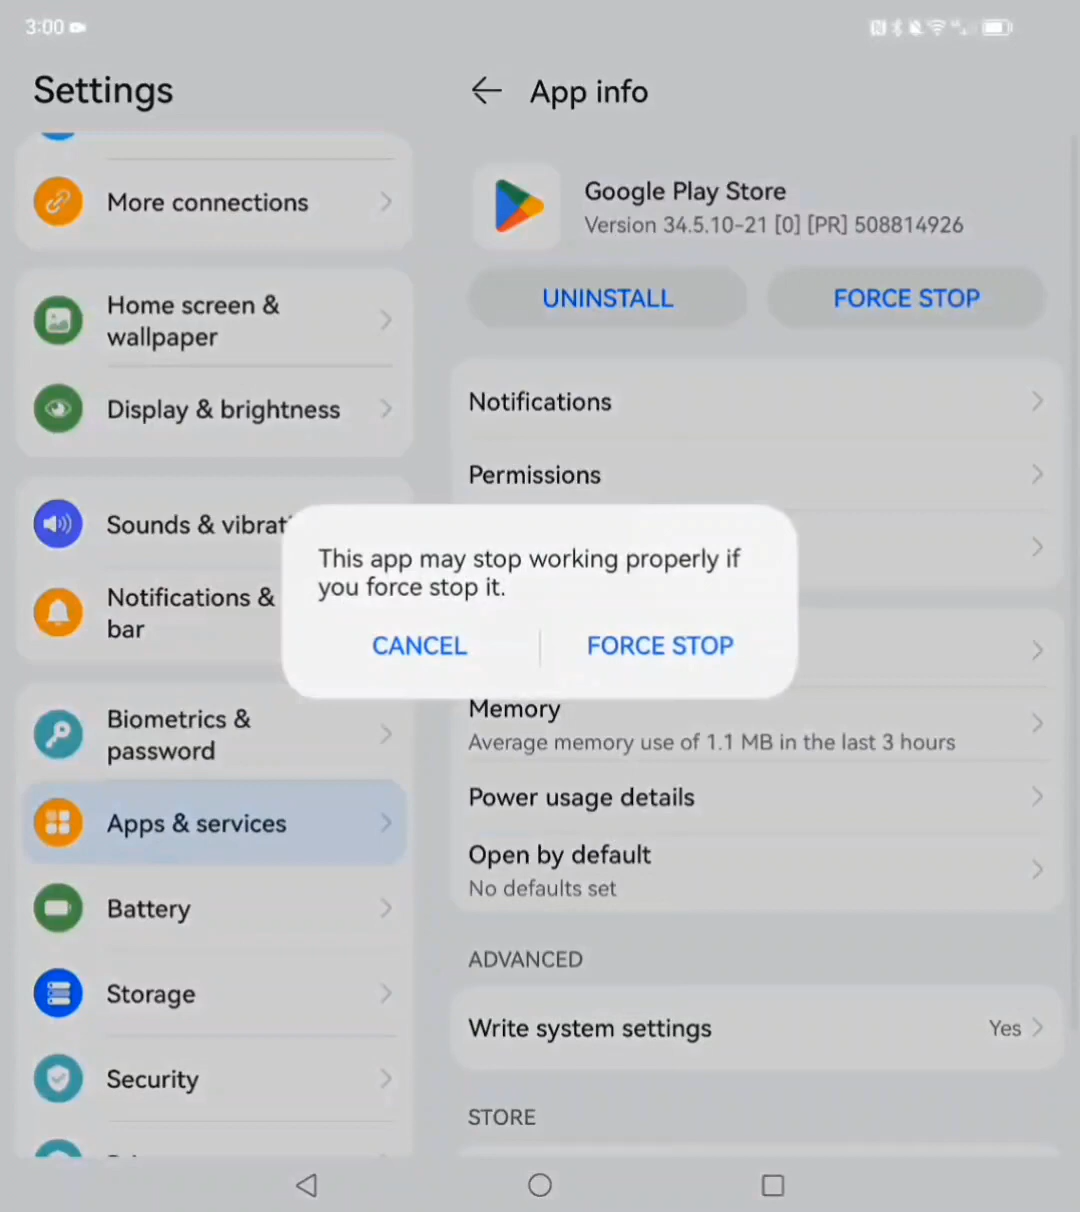 3:00
Settings
More connections
Home screen &
wallpaper
Display & brightness
Sounds & vibrati
Notifications &
bar
Biometrics &
password
Apps & services
Battery
Storage
Security
App info
Google Play Store
Version 34.5.10-21 [0] [PR] 508814926
UNINSTALL
FORCE STOP
Notifications
Permissions
This app may stop working properly if
you force stop it.
CANCEL
FORCE STOP
Memory
Average memory use of 1.1 MB in the last 3 hours
Power usage details
Open by default
No defaults set
ADVANCED
Write system settings
Yes
STORE